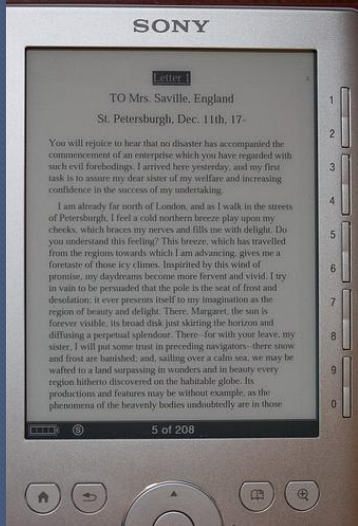 SONY
Letter 1
TO Mrs. Saville, England
St. Petersburgh, Dec. 11th, 17-
You will rejoice to hear that no disaster has accompanied the
commencement of an enterprise which you have regarded with
such evil forebodings. I arrived here yesterday, and my first
task is to assure my dear sister of my welfare and increasing
confidence in the success of my undertaking.
I am already far north of London, and as I walk in the streets
of Petersburgh, I feel a cold northern breeze play upon my
cheeks, which braces my nerves and fills me with delight. Do
you understand this feeling? This breeze, which has travelled
from the regions towards which I am advancing, gives me a
foretaste of those icy climes. Inspirited by this wind of
promise, my daydreams become more fervent and vivid. I try
in vain to be persuaded that the pole is the seat of frost and
desolation; it ever presents itself to my imagination as the
region of beauty and delight. There, Margaret, the sun is
forever visible, its broad disk just skirting the horizon and
diffusing a perpetual splendour. There--for with your leave, my
sister, I will put some trust in preceding navigators--there snow
and frost are banished; and, sailing over a calm sea, we may be
wafted to a land surpassing in wonders and in beauty every
region hitherto discovered on the habitable globe. Its
productions and features may be without example, as the
phenomena of the heavenly bodies undoubtedly are in those
5 of 208
1
2
3
4
5
6
7
8
9
0